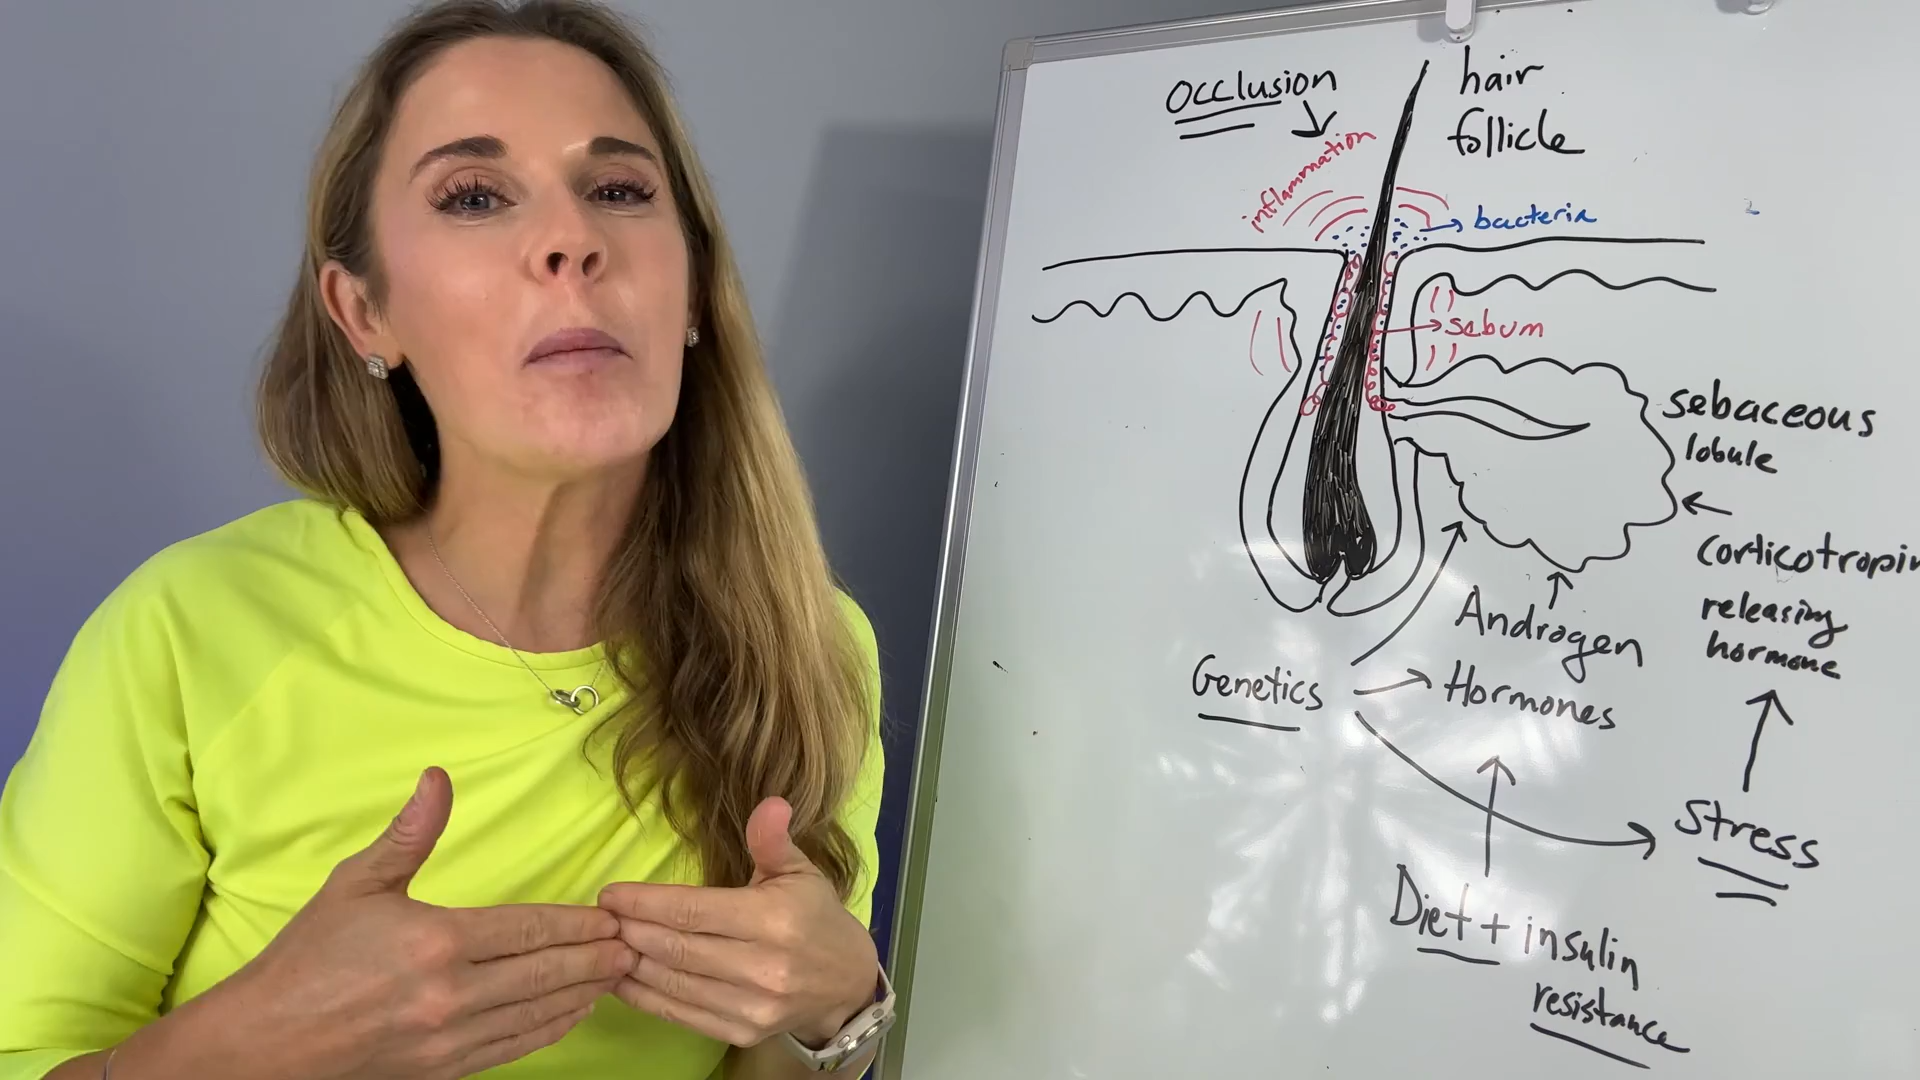 occlusion
hair
follicle
inflammation
bacteria
sebum
sebaceous
lobule
corticotropin
releasing
hormone
Androgen
Hormones
Genetics
Stress
Diet + insulin
resistance